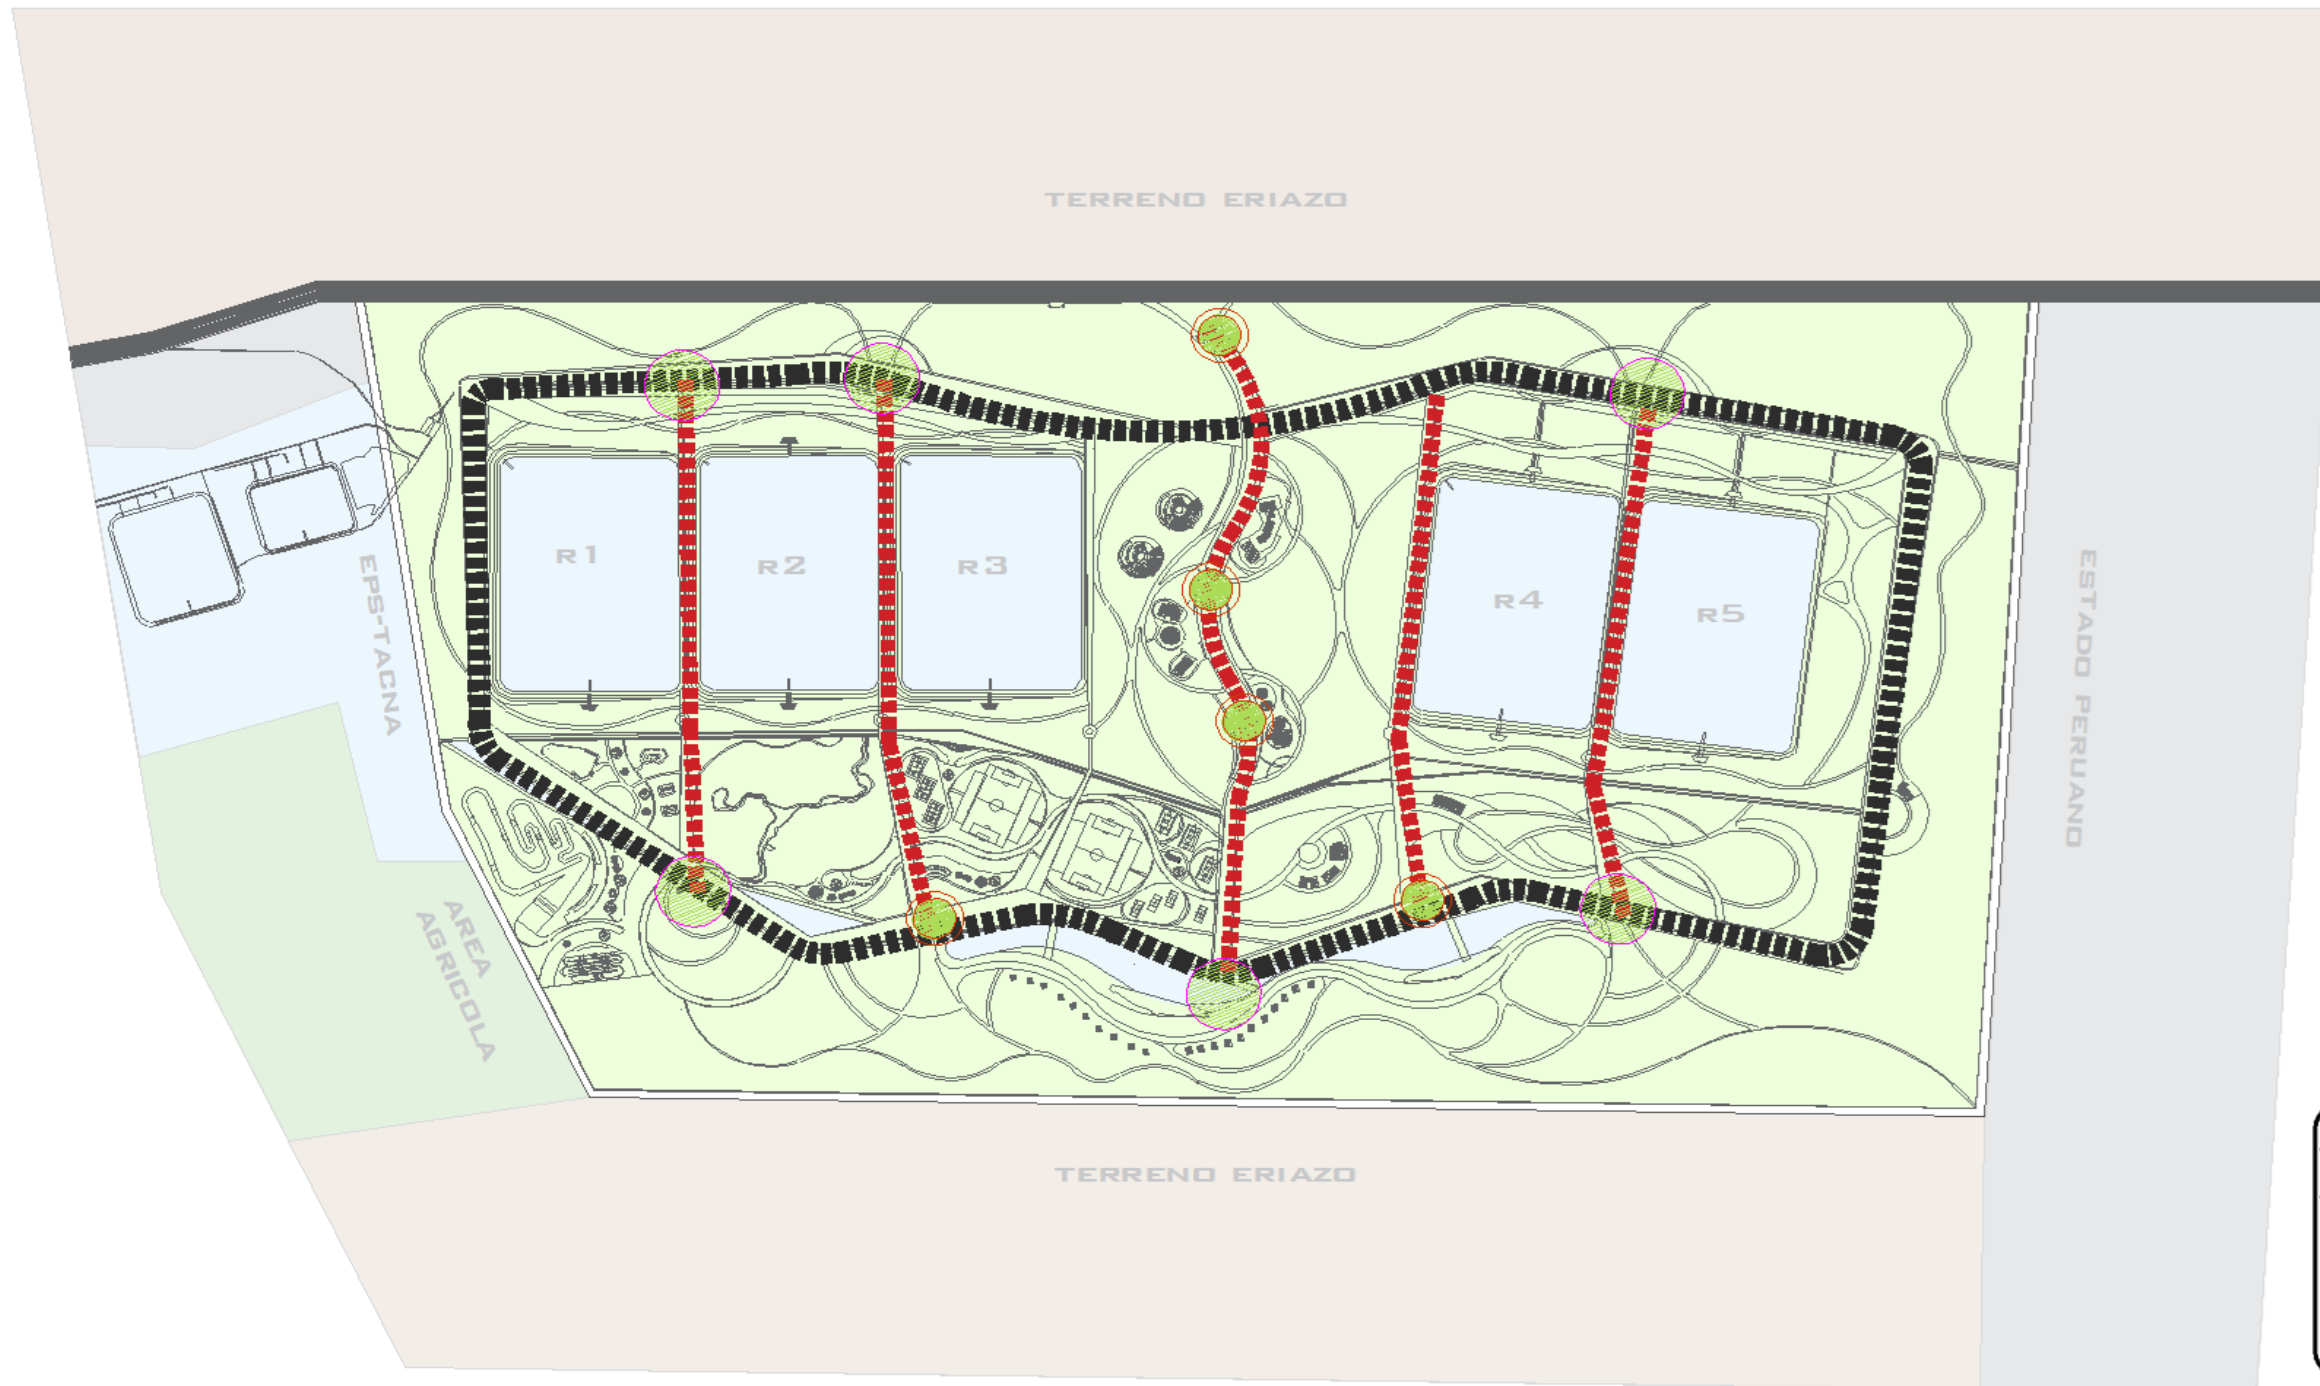 TERRENO ERIAZO
R1
R2
R3
R4
R5
EPS-TACNA
ESTADO PERUANO
AREA
AGRICOLA
TERRENO ERIAZO